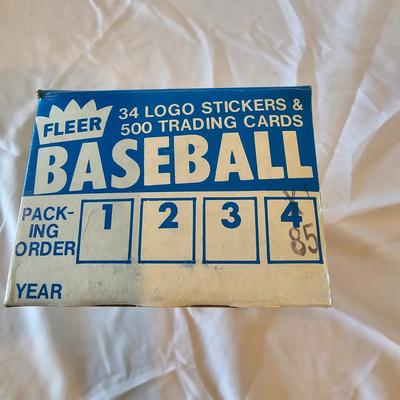 FLEER
34 LOGO STICKERS &
500 TRADING CARDS
BASEBALL
PACK-
ING
ORDER
1 2 3 4
85
YEAR